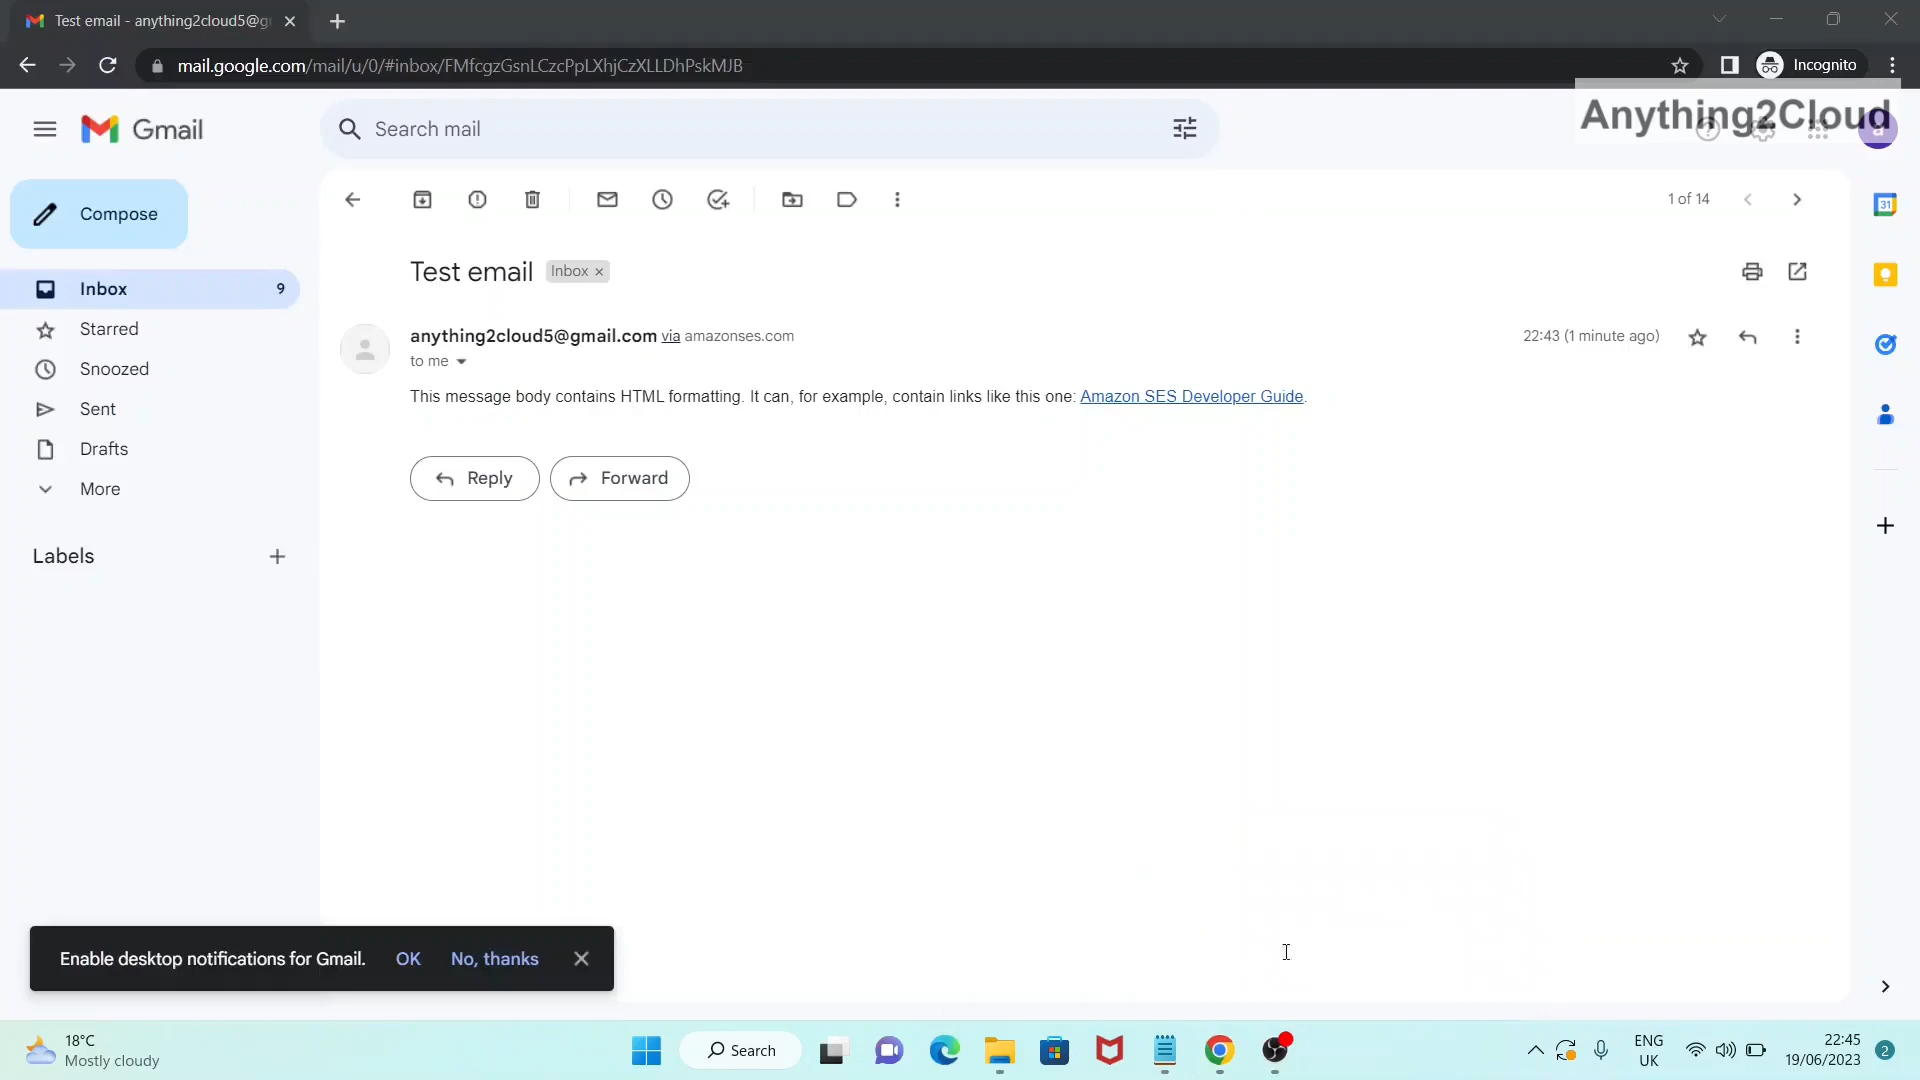 Test email - anything2cloud5@g
mail.google.com/mail/u/0/#inbox/FMfcgzGsnLCzcPpLXhjCzXLLDhPskMJB
Incognito
Gmail
Search mail
Anything2Cloud
a
Compose
1 of 14
31
Test email
Inbox ×
Inbox 9
Starred
anything2cloud5@gmail.com via amazonses.com
22:43 (1 minute ago)
to me
Snoozed
This message body contains HTML formatting. It can, for example, contain links like this one: Amazon SES Developer Guide.
Sent
Drafts
Reply
Forward
More
Labels
Enable desktop notifications for Gmail. OK No, thanks
18°C
Mostly cloudy
Search
ENG
UK
22:45
19/06/2023
2